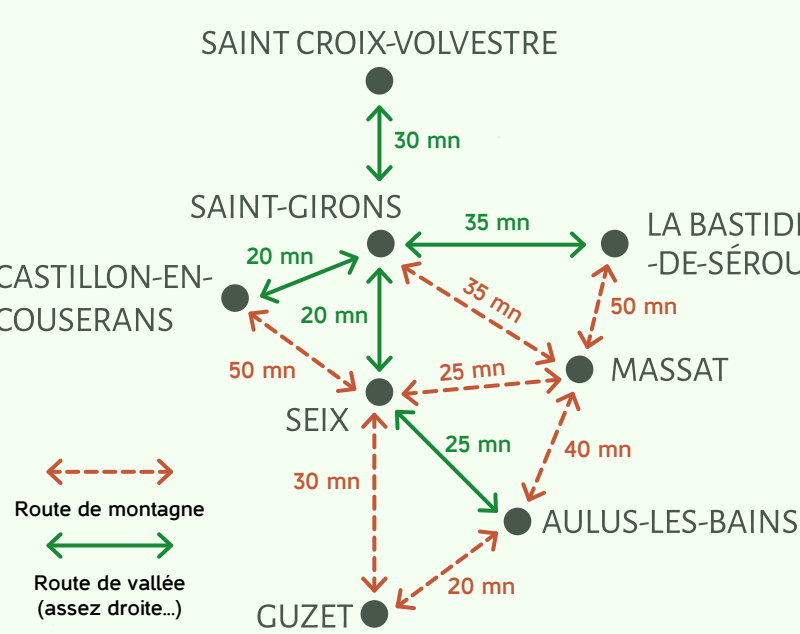 SAINT CROIX-VOLVESTRE
30 mn
SAINT-GIRONS
35 mn
LA BASTID
-DE-SÉROU
20 mn
CASTILLON-EN-
COUSERANS
20 mn
35 mn
50 mn
50 mn
25 mn
MASSAT
SEIX
25 mn
40 mn
30 mn
Route de montagne
AULUS-LES-BAINS
Route de vallée
(assez droite...)
20 mn
GUZET